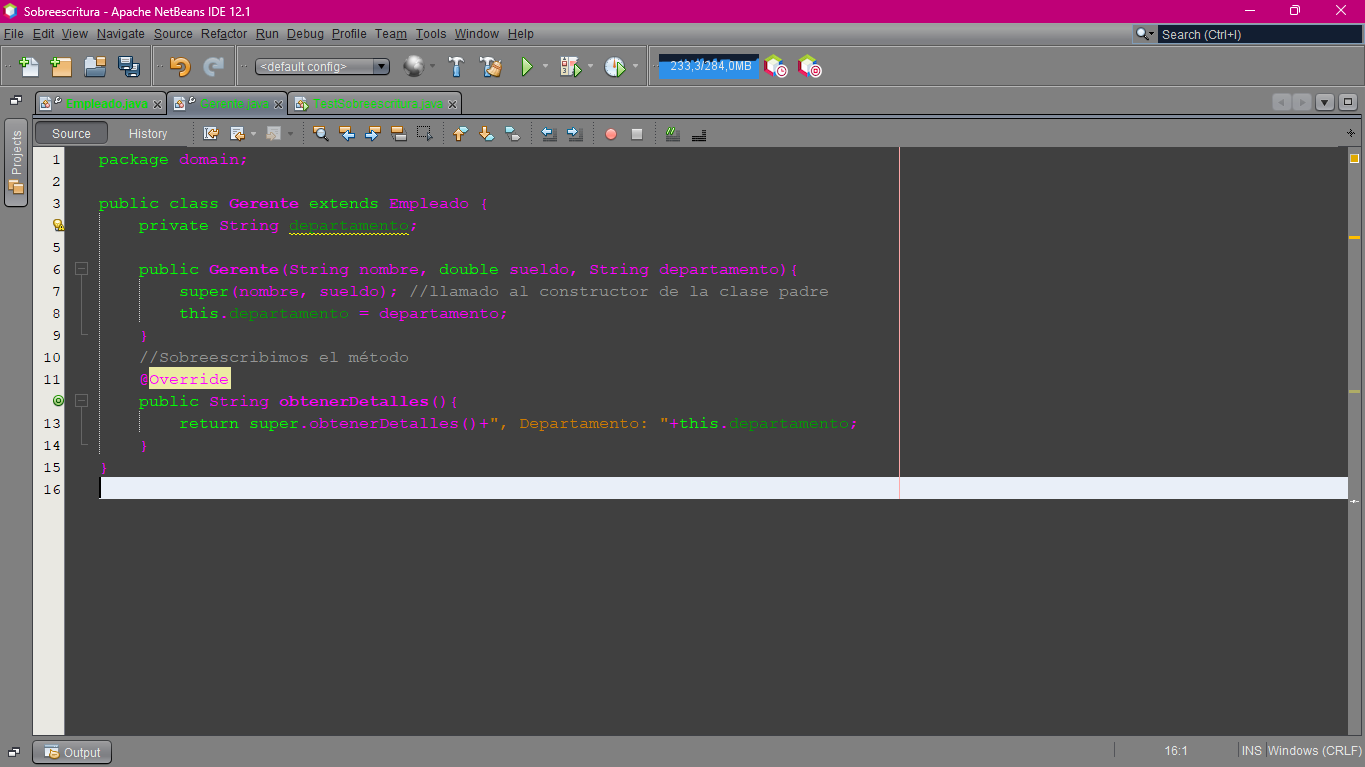 Sobreescritura - Apache NetBeans IDE 12.1
File Edit View Navigate Source Refactor Run Debug Profile Team Tools Window Help
Search (Ctrl+I)
<default config>
233,3/284,0MB
Empleado.java Gerente.java TestSobreescritura.java
Source History
Projects
1 package domain;
2
3 public class Gerente extends Empleado {
private String departamento;
5
6 public Gerente(String nombre, double sueldo, String departamento){
7 super(nombre, sueldo); //llamado al constructor de la clase padre
8 this.departamento = departamento;
9 }
10 //Sobreescribimos el método
11 @Override
public String obtenerDetalles(){
13 return super.obtenerDetalles()+", Departamento: "+this.departamento;
14 }
15 }
16
Output
16:1 INS Windows (CRLF)